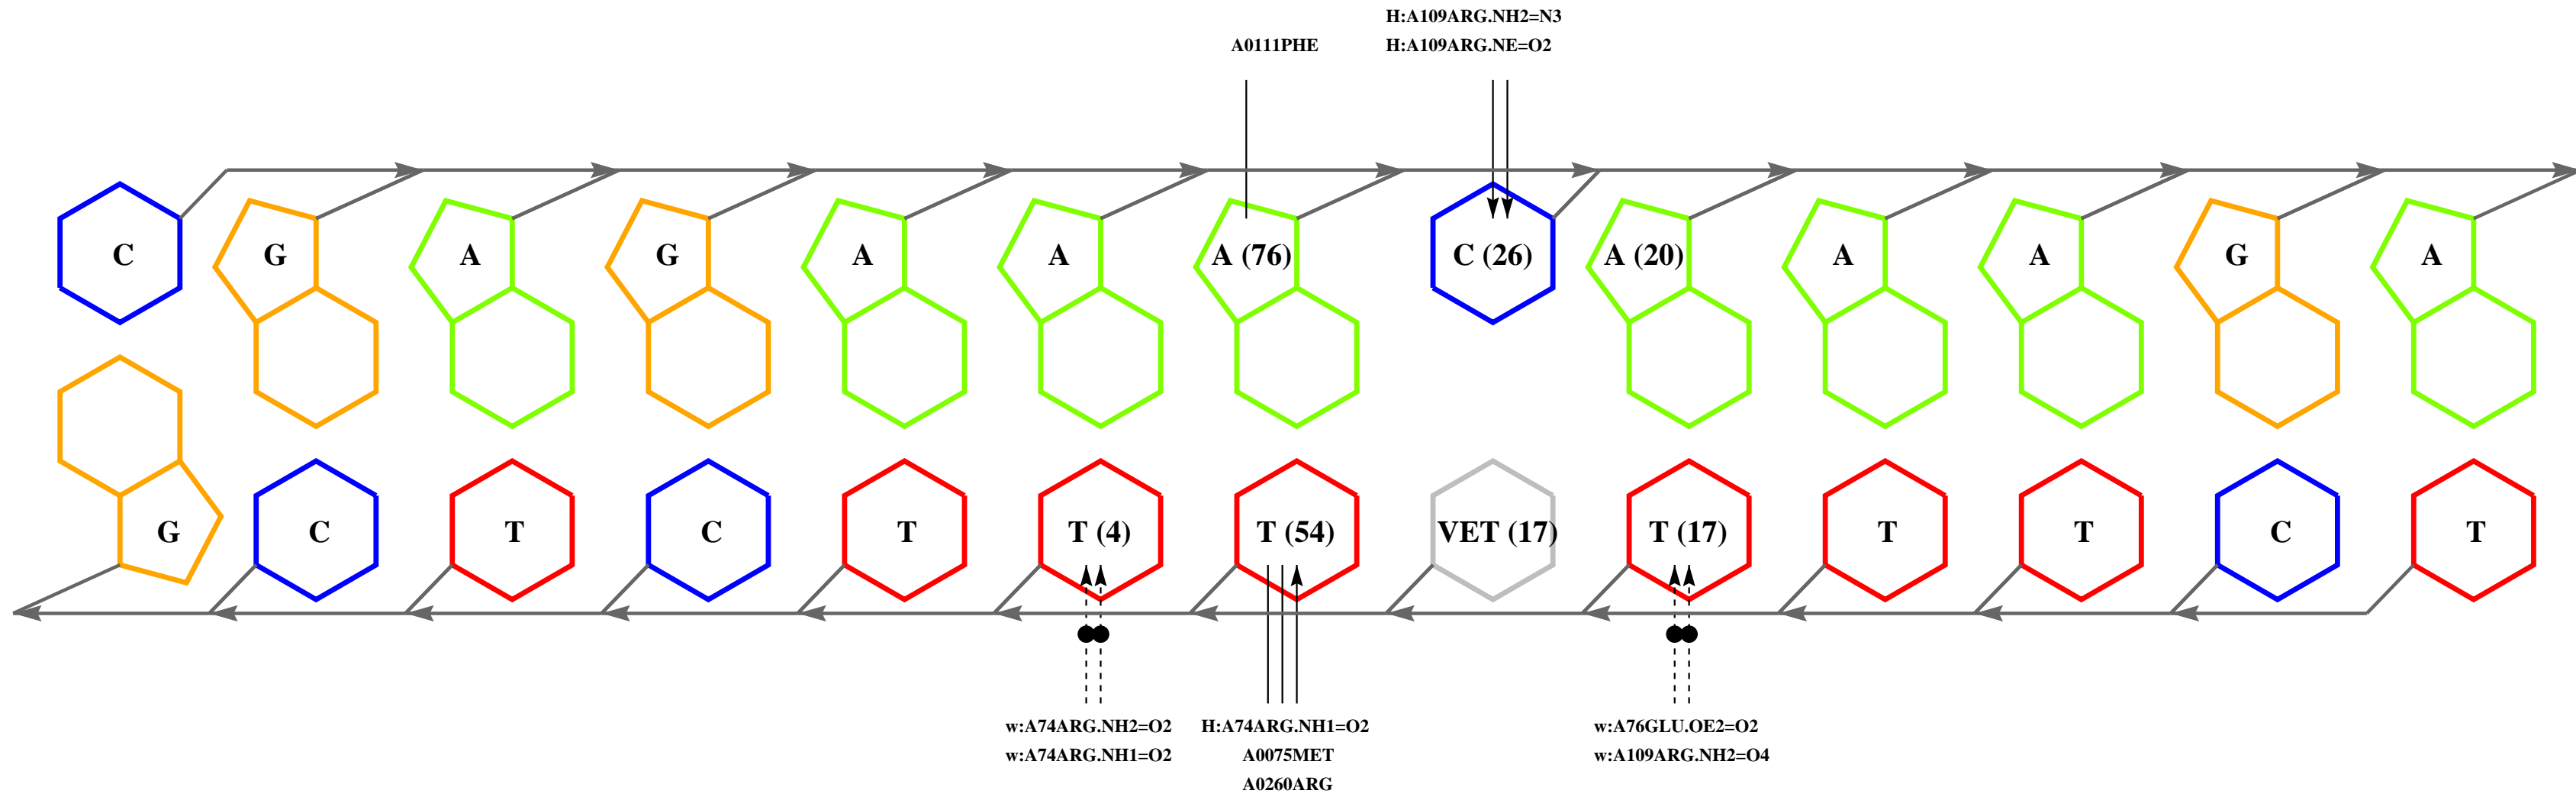 H:A109ARG.NH2=N3
A0111PHE H:A109ARG.NE=O2
C G A G A A A (76) C (26) A (20) A A G A
G C T C T T (4) T (54) VET (17) T (17) T T C T
w:A74ARG.NH2=O2 H:A74ARG.NH1=O2 w:A76GLU.OE2=O2
w:A74ARG.NH1=O2 A0075MET w:A109ARG.NH2=O4
A0260ARG